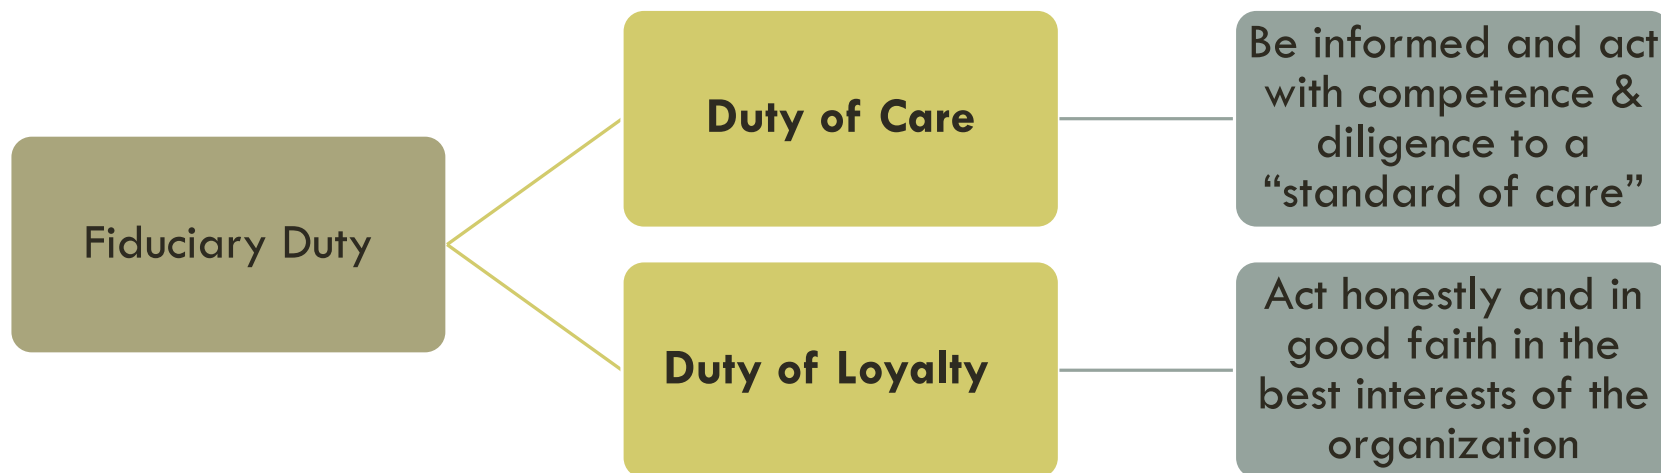 Fiduciary Duty
Duty of Care
Be informed and act
with competence &
diligence to a
“standard of care”
Duty of Loyalty
Act honestly and in
good faith in the
best interests of the
organization